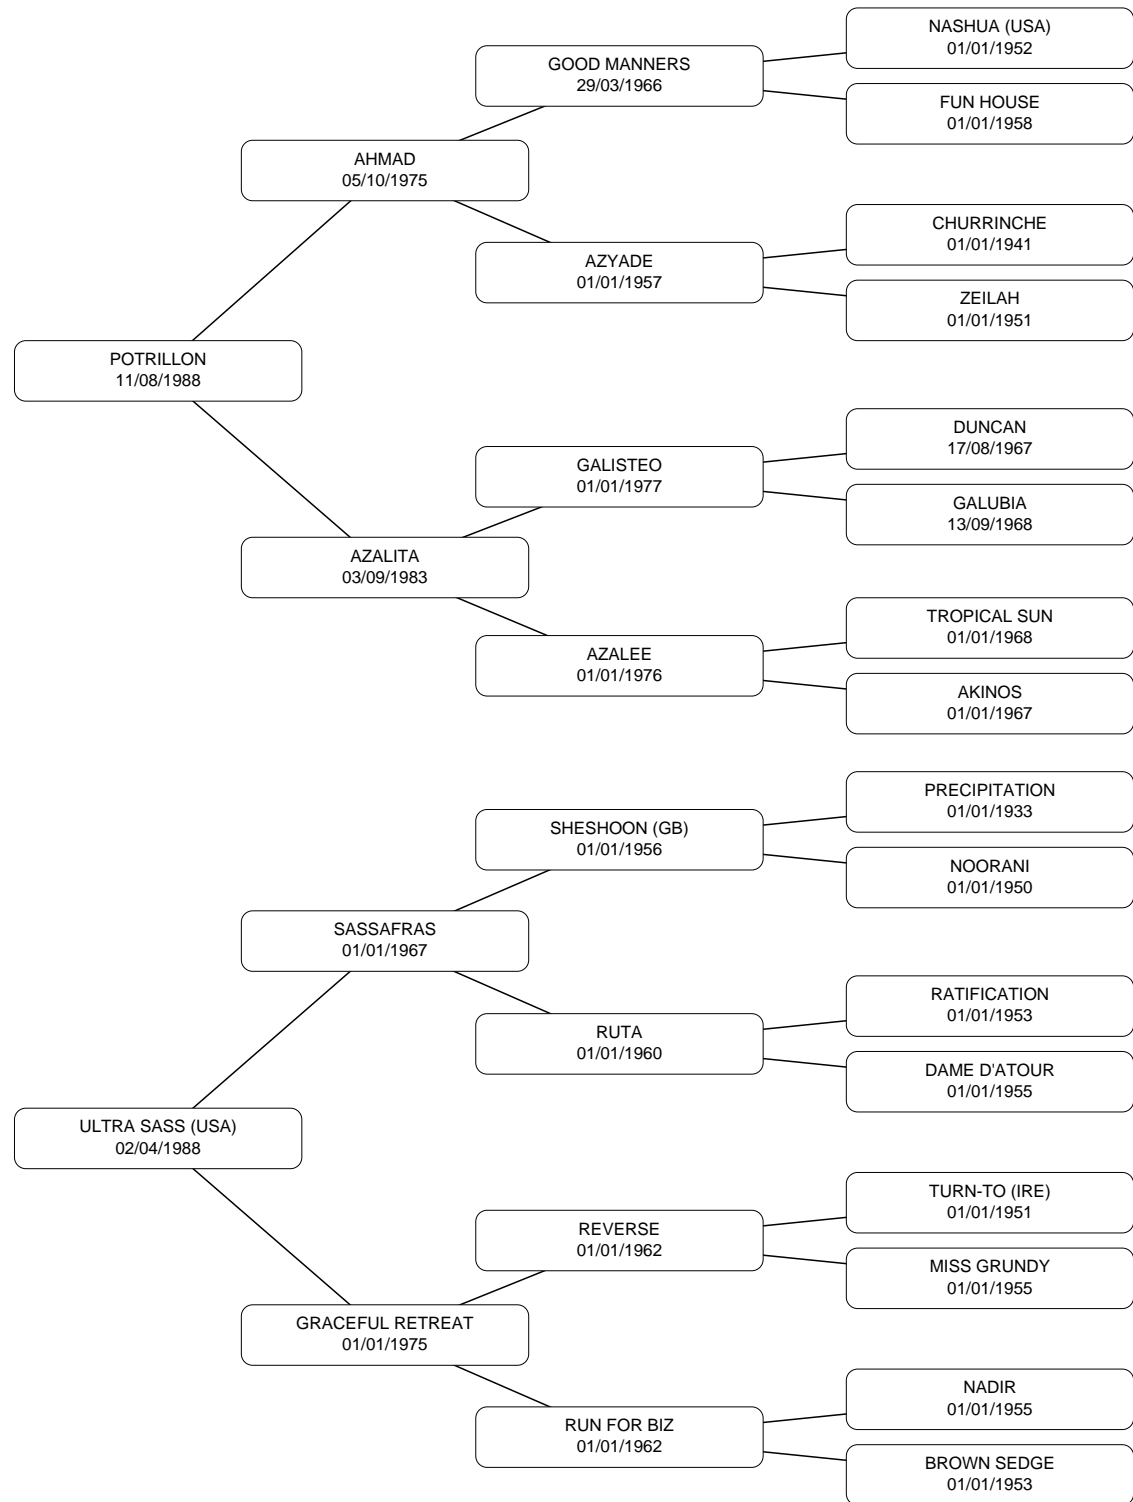 NASHUA (USA)
01/01/1952
GOOD MANNERS
29/03/1966
FUN HOUSE
01/01/1958
AHMAD
05/10/1975
CHURRINCHE
01/01/1941
AZYADE
01/01/1957
ZEILAH
01/01/1951
POTRILLON
11/08/1988
DUNCAN
17/08/1967
GALISTEO
01/01/1977
GALUBIA
13/09/1968
AZALITA
03/09/1983
TROPICAL SUN
01/01/1968
AZALEE
01/01/1976
AKINOS
01/01/1967
PRECIPITATION
01/01/1933
SHESHOON (GB)
01/01/1956
NOORANI
01/01/1950
SASSAFRAS
01/01/1967
RATIFICATION
01/01/1953
RUTA
01/01/1960
DAME D'ATOUR
01/01/1955
ULTRA SASS (USA)
02/04/1988
TURN-TO (IRE)
01/01/1951
REVERSE
01/01/1962
MISS GRUNDY
01/01/1955
GRACEFUL RETREAT
01/01/1975
NADIR
01/01/1955
RUN FOR BIZ
01/01/1962
BROWN SEDGE
01/01/1953